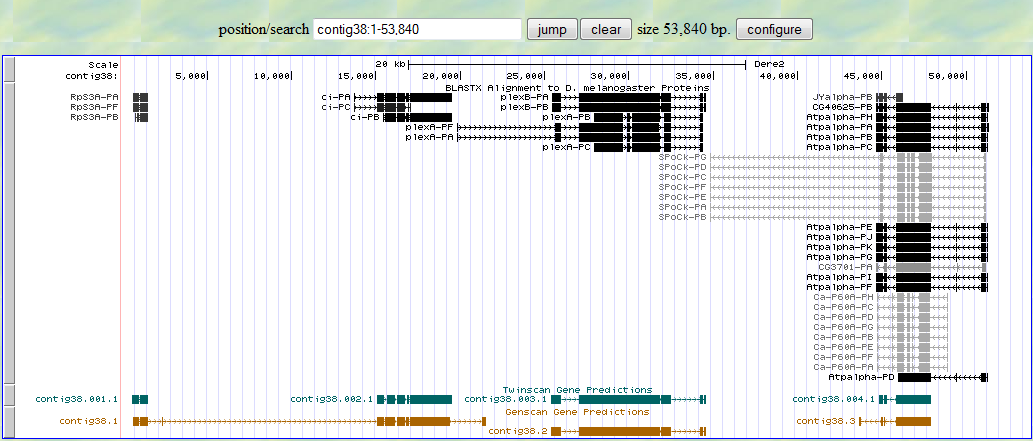 position/search contig38:1-53,840 jump clear size 53,840 bp. configure
Scale 20 kb Dere2
contig38: 5,000 10,000 15,000 20,000 25,000 30,000 35,000 40,000 45,000 50,000
BLASTX Alignment to D. melanogaster Proteins
RpS3A-PA ci-PA plexB-PA JYalpha-PB
RpS3A-PF ci-PC plexB-PB CG40625-PB
RpS3A-PB ci-PB plexA-PB Atpalpha-PH
plexA-PF Atpalpha-PA
plexA-PA Atpalpha-PB
plexA-PC Atpalpha-PC
SPoCk-PG
SPoCk-PD
SPoCk-PC
SPoCk-PF
SPoCk-PE
SPoCk-PA
SPoCk-PB
Atpalpha-PE
Atpalpha-PJ
Atpalpha-PK
Atpalpha-PG
CG3701-PA
Atpalpha-PI
Atpalpha-PF
Ca-P60A-PH
Ca-P60A-PC
Ca-P60A-PD
Ca-P60A-PG
Ca-P60A-PB
Ca-P60A-PE
Ca-P60A-PF
Ca-P60A-PA
Atpalpha-PD
Twinscan Gene Predictions
contig38.001.1 contig38.002.1 contig38.003.1 contig38.004.1
Genscan Gene Predictions
contig38.1 contig38.3
contig38.2